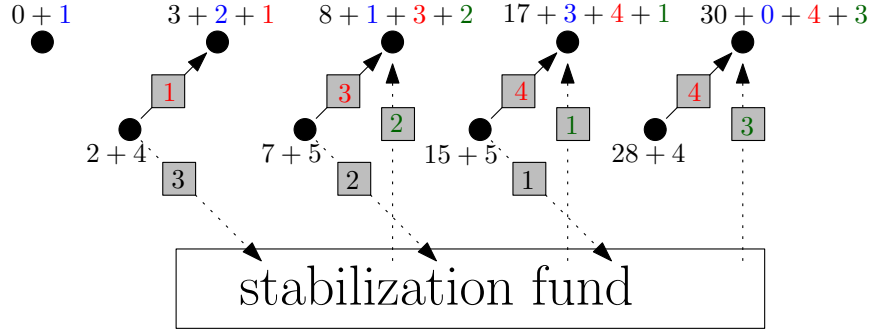 0 + 1 3 + 2 + 1 8 + 1 + 3 + 2 17 + 3 + 4 + 1 30 + 0 + 4 + 3
1 3 4 4
2 1 3
2 + 4 7 + 5 15 + 5 28 + 4
3 2 1
stabilization fund